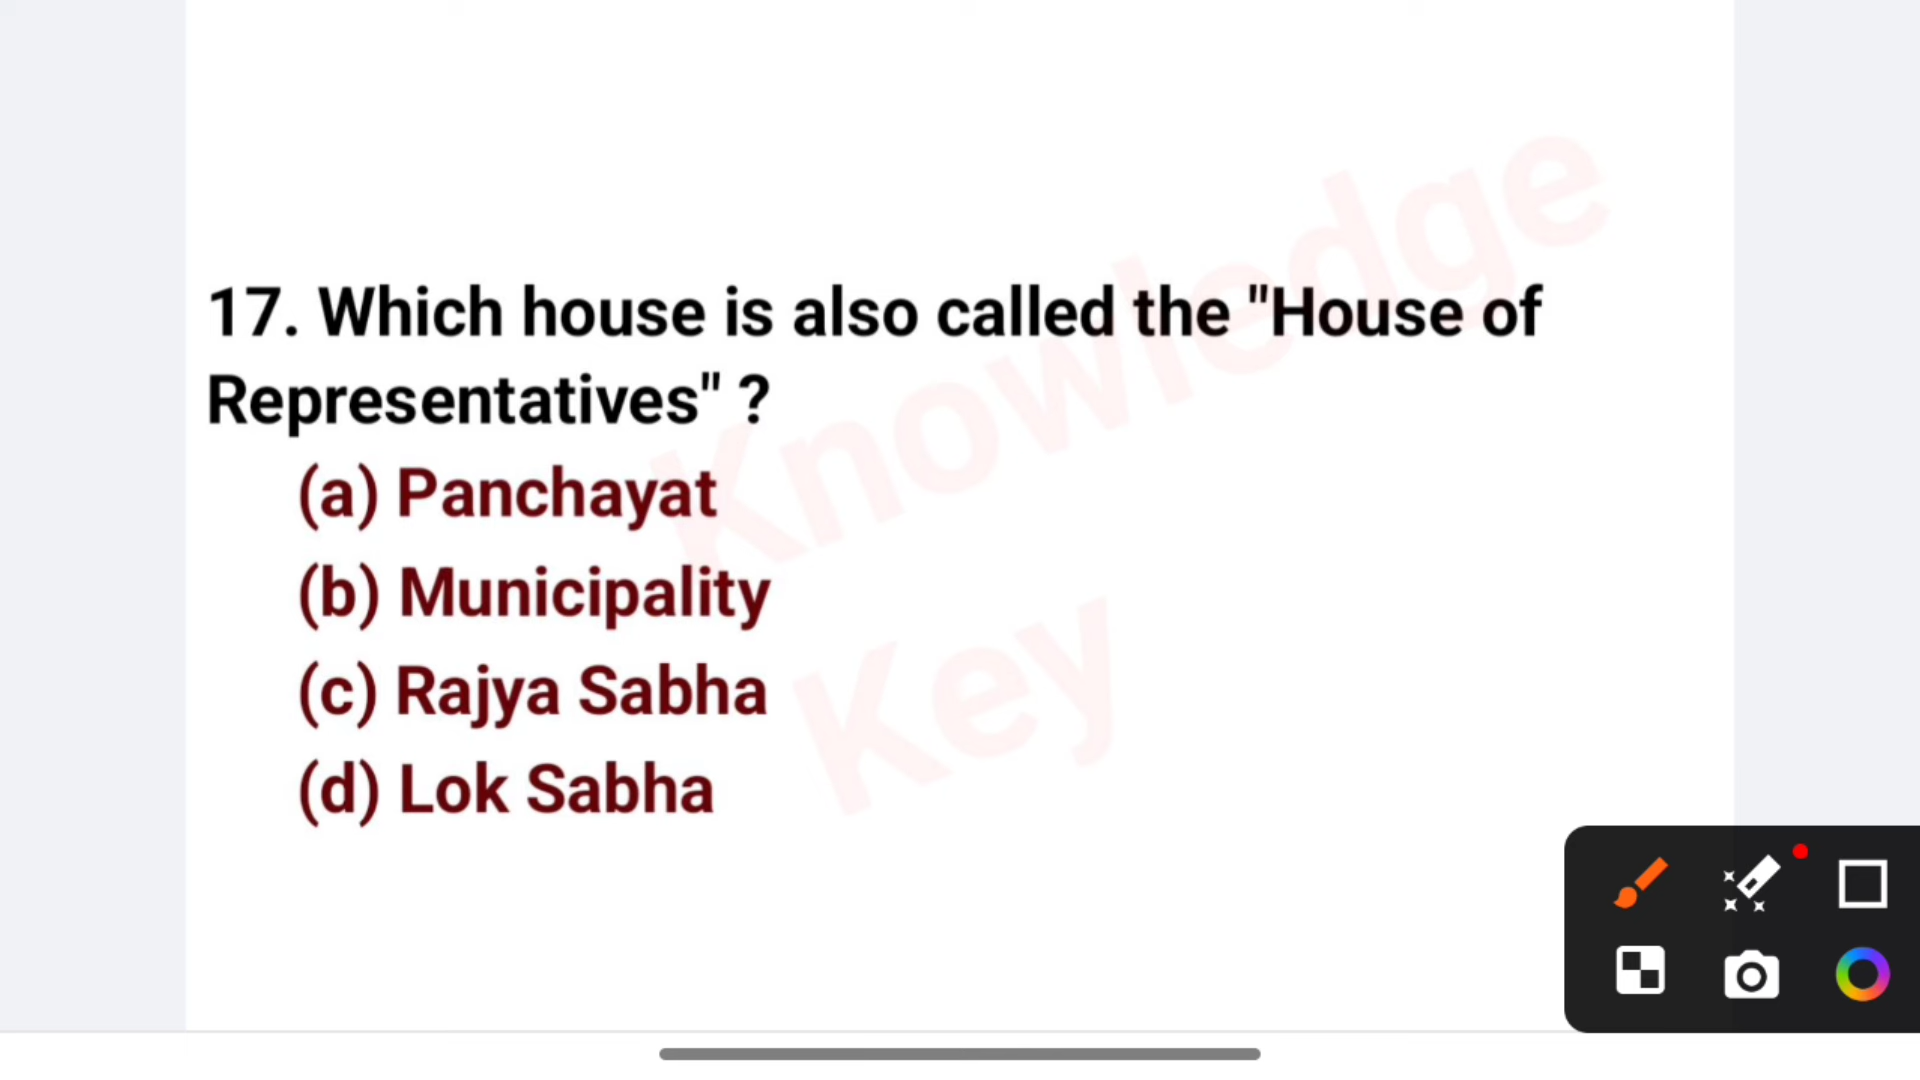 17. Which house is also called the "House of
Representatives" ?
(a) Panchayat
(b) Municipality
(c) Rajya Sabha
(d) Lok Sabha
Knowledge
Key